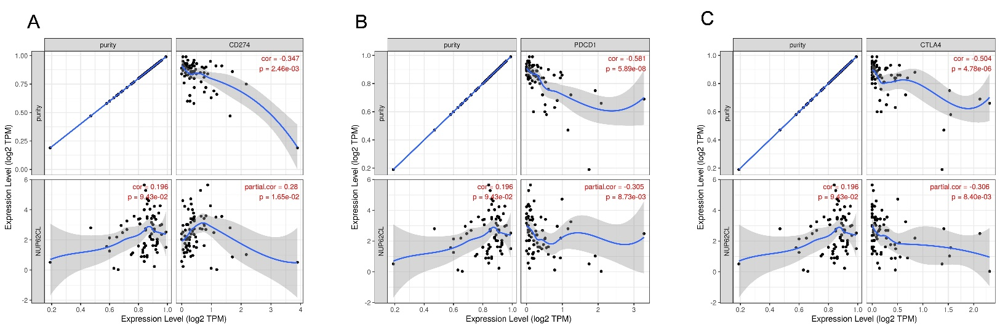 A
purity
CD274
Expression Level (log2 TPM)
purity
1.00
0.75
0.50
0.25
0.00
cor = -0.347
p = 2.46e-03
NUP62CL
6
4
2
0
-2
cor = 0.196
p = 9.43e-02
partial.cor = 0.28
p = 1.65e-02
0.2 0.4 0.6 0.8 1.0 0 1 2 3 4
Expression Level (log2 TPM)
B
purity
PDCD1
Expression Level (log2 TPM)
purity
1.0
0.8
0.6
0.4
0.2
cor = -0.581
p = 5.89e-08
NUP62CL
6
4
2
0
-2
cor = 0.196
p = 9.43e-02
partial.cor = -0.305
p = 8.73e-03
0.2 0.4 0.6 0.8 1.0 0 1 2 3
Expression Level (log2 TPM)
C
purity
CTLA4
Expression Level (log2 TPM)
purity
1.0
0.8
0.6
0.4
0.2
cor = -0.504
p = 4.78e-06
NUP62CL
6
4
2
0
-2
cor = 0.196
p = 9.43e-02
partial.cor = -0.306
p = 8.40e-03
0.2 0.4 0.6 0.8 1.0 0.0 0.5 1.0 1.5 2.0
Expression Level (log2 TPM)